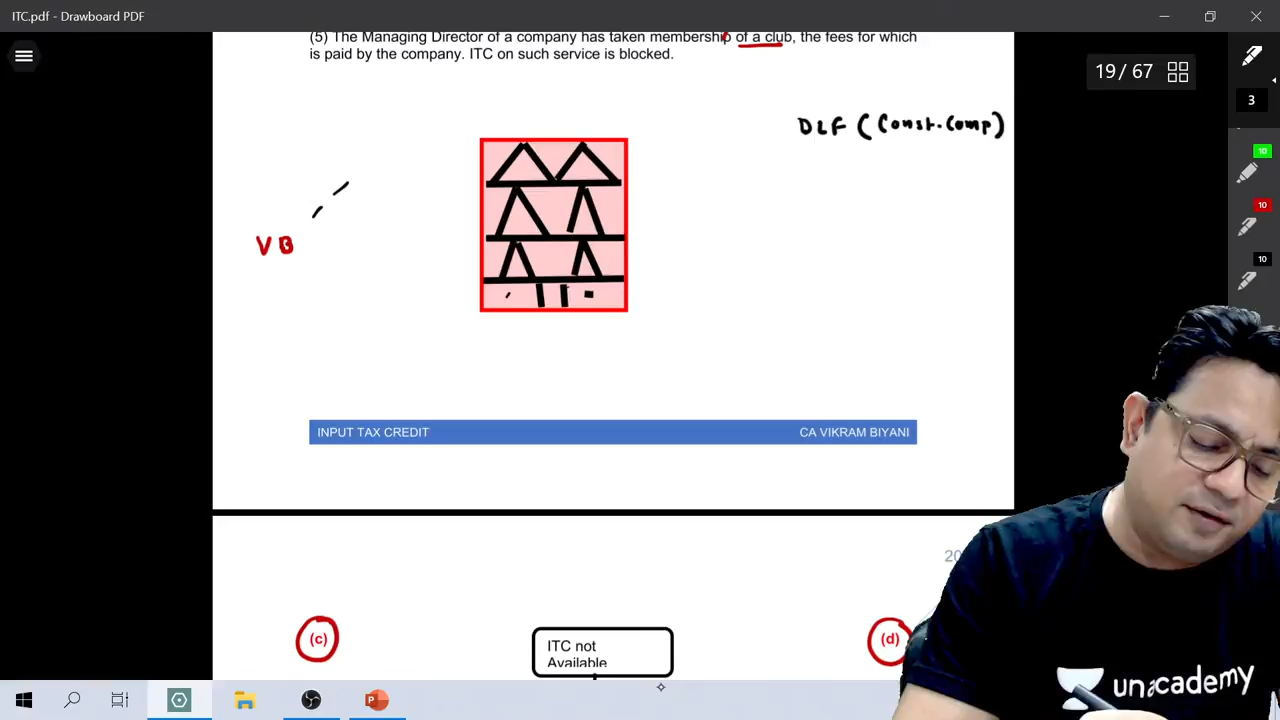 ITC.pdf - Drawboard PDF
(5) The Managing Director of a company has taken membership of a club, the fees for which
is paid by the company. ITC on such service is blocked.
19 / 67
3
DLF (Const. Comp)
10
10
10
VB
INPUT TAX CREDIT
CA VIKRAM BIYANI
20
(c)
ITC not
Available
(d)
unacademy